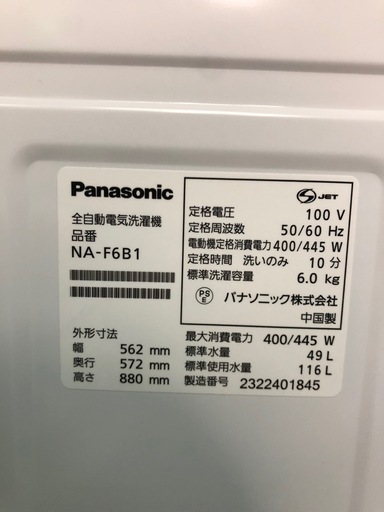 Panasonic
全自動電気洗濯機
品番
NA-F6B1
外形寸法
幅 562 mm
奥行 572 mm
高さ 880 mm
S JET
定格電圧 100 V
定格周波数 50/60 Hz
電動機定格消費電力 400/445 W
定格時間 洗いのみ 10 分
標準洗濯容量 6.0 kg
PS E パナソニック株式会社
中国製
最大消費電力 400/445 W
標準水量 49 L
標準使用水量 116 L
製造番号 2322401845